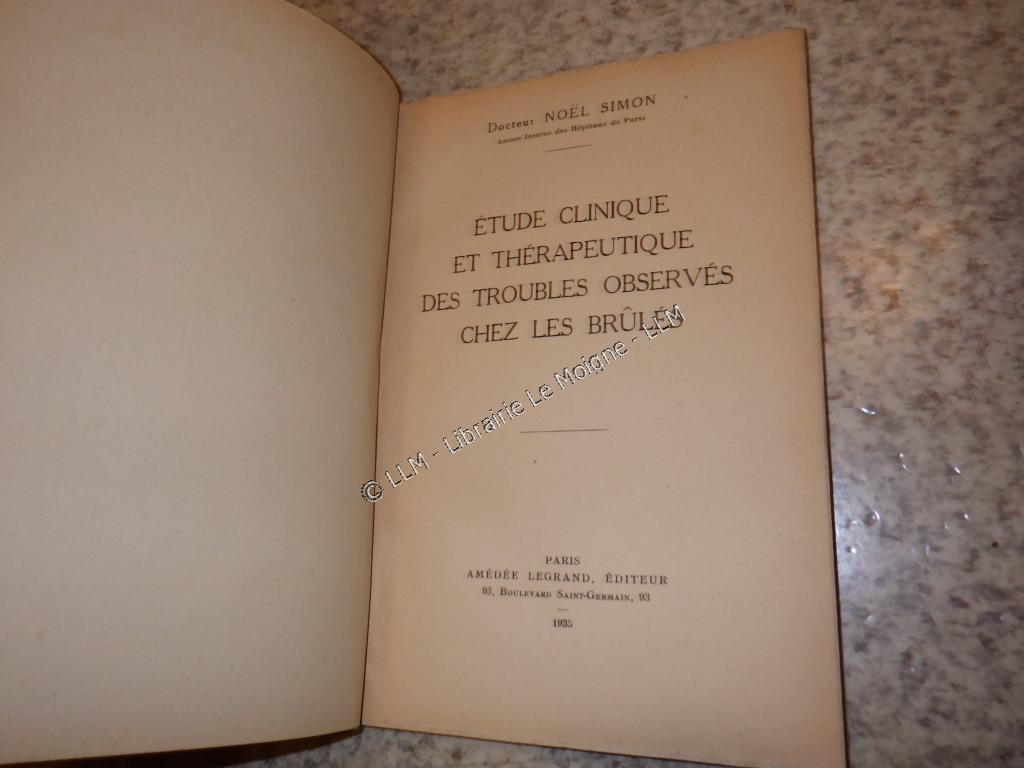 Docteur NOËL SIMON
Ancien Interne des Hôpitaux de Paris
ÉTUDE CLINIQUE
ET THÉRAPEUTIQUE
DES TROUBLES OBSERVÉS
CHEZ LES BRÛLÉS
© LLM - Librairie Le Moigne - LLM
PARIS
AMÉDÉE LEGRAND, ÉDITEUR
93, BOULEVARD SAINT-GERMAIN, 93
1935